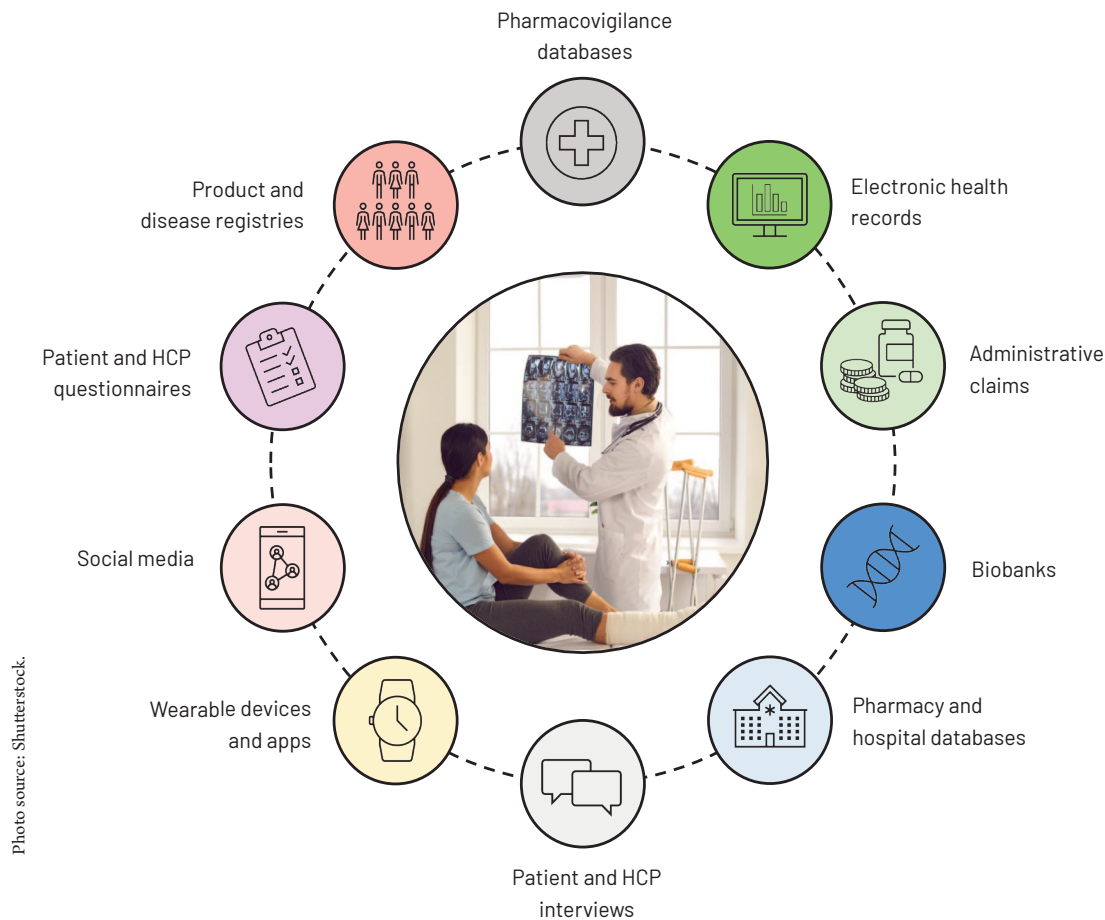 Pharmacovigilance
databases
Electronic health
records
Administrative
claims
Biobanks
Pharmacy and
hospital databases
Patient and HCP
interviews
Wearable devices
and apps
Social media
Patient and HCP
questionnaires
Product and
disease registries
Photo source: Shutterstock.